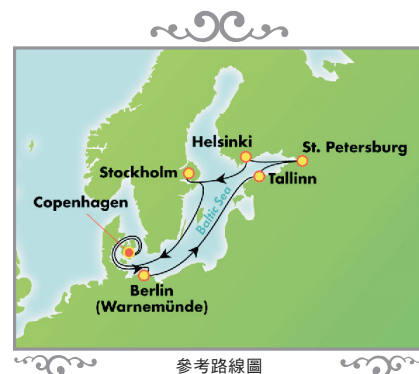 Helsinki
St. Petersburg
Stockholm
Tallinn
Copenhagen
Baltic Sea
Berlin
(Warnemünde)
參考路線圖